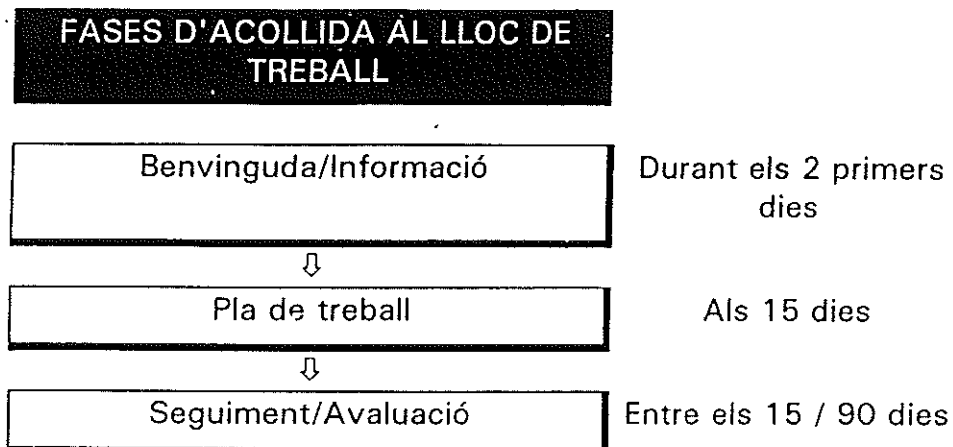 FASES D'ACOLLIDA AL LLOC DE
TREBALL
Benvinguda/Informació
Durant els 2 primers
dies
⇩
Pla de treball
Als 15 dies
⇩
Seguiment/Avaluació
Entre els 15 / 90 dies